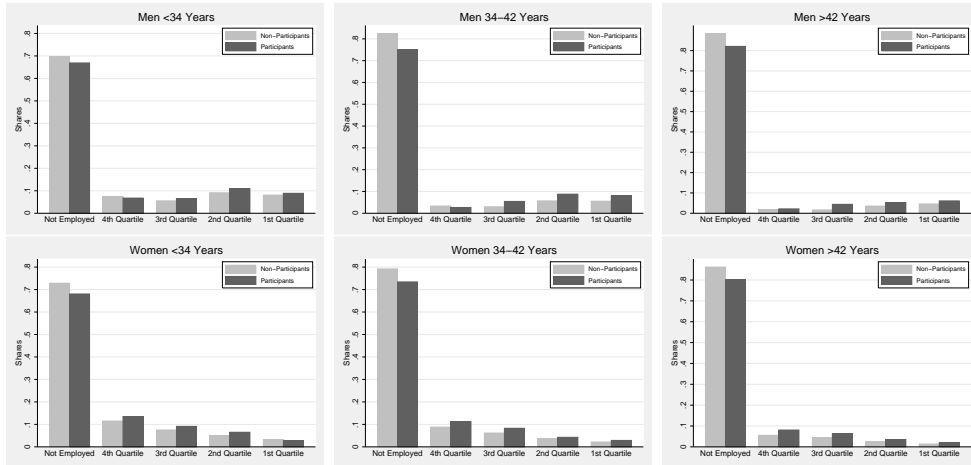 Men <34 Years
Non−Participants
Participants
Shares
0 .1 .2 .3 .4 .5 .6 .7 .8
Not Employed 4th Quartile 3rd Quartile 2nd Quartile 1st Quartile
Men 34−42 Years
Non−Participants
Participants
Shares
0 .1 .2 .3 .4 .5 .6 .7 .8
Not Employed 4th Quartile 3rd Quartile 2nd Quartile 1st Quartile
Men >42 Years
Non−Participants
Participants
Shares
0 .1 .2 .3 .4 .5 .6 .7 .8
Not Employed 4th Quartile 3rd Quartile 2nd Quartile 1st Quartile
Women <34 Years
Non−Participants
Participants
Shares
0 .1 .2 .3 .4 .5 .6 .7 .8
Not Employed 4th Quartile 3rd Quartile 2nd Quartile 1st Quartile
Women 34−42 Years
Non−Participants
Participants
Shares
0 .1 .2 .3 .4 .5 .6 .7 .8
Not Employed 4th Quartile 3rd Quartile 2nd Quartile 1st Quartile
Women >42 Years
Non−Participants
Participants
Shares
0 .1 .2 .3 .4 .5 .6 .7 .8
Not Employed 4th Quartile 3rd Quartile 2nd Quartile 1st Quartile